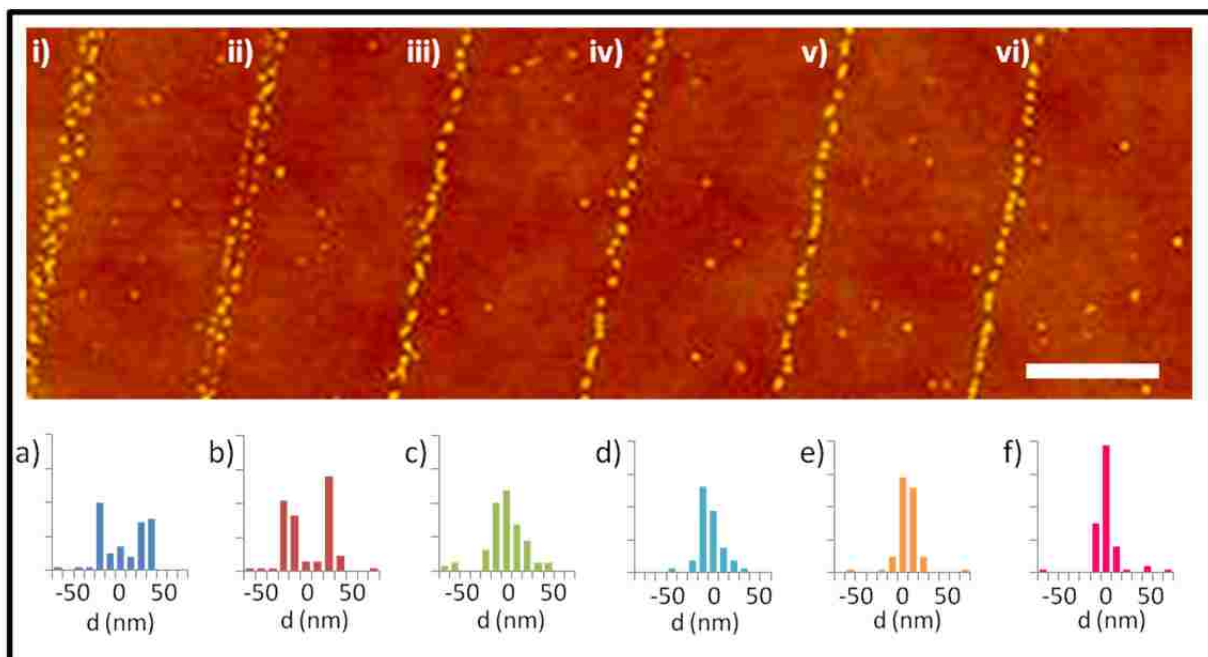 i) ii) iii) iv) v) vi)
a) b) c) d) e) f)
-50 0 50 -50 0 50 -50 0 50 -50 0 50 -50 0 50 -50 0 50
d (nm) d (nm) d (nm) d (nm) d (nm) d (nm)